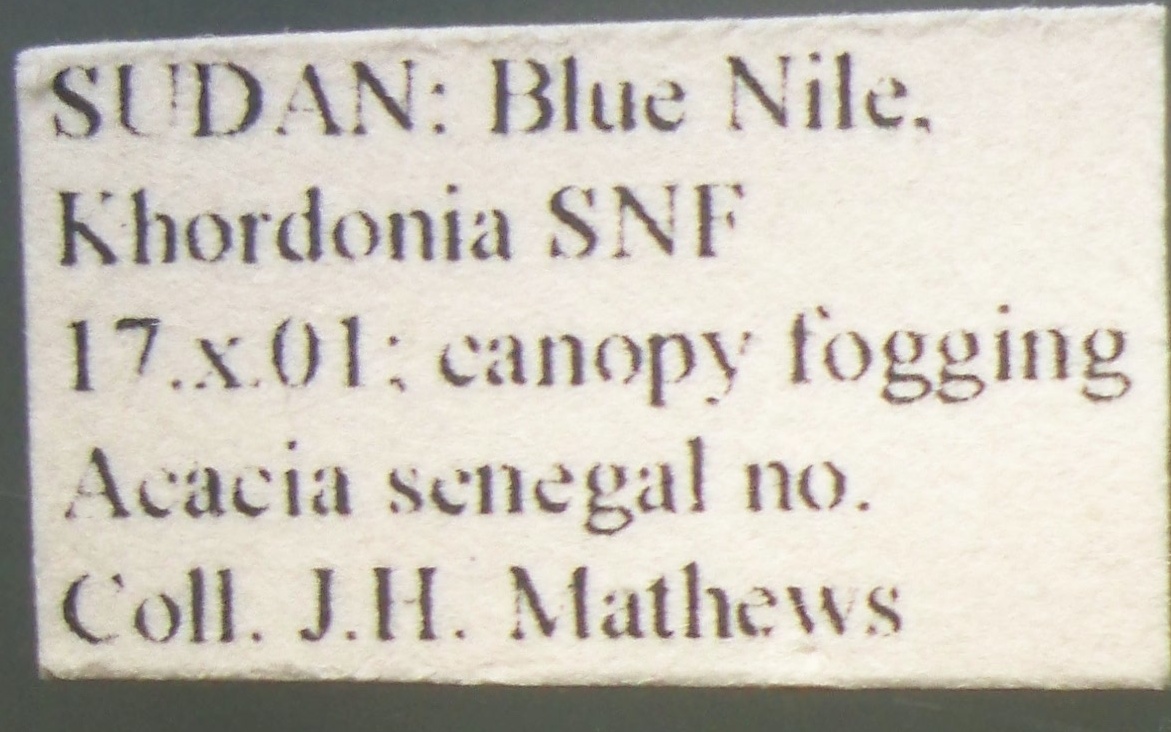 SUDAN: Blue Nile,
Khordonia SNF
17.x.01; canopy fogging
Acacia senegal no.
Coll. J.H. Mathews